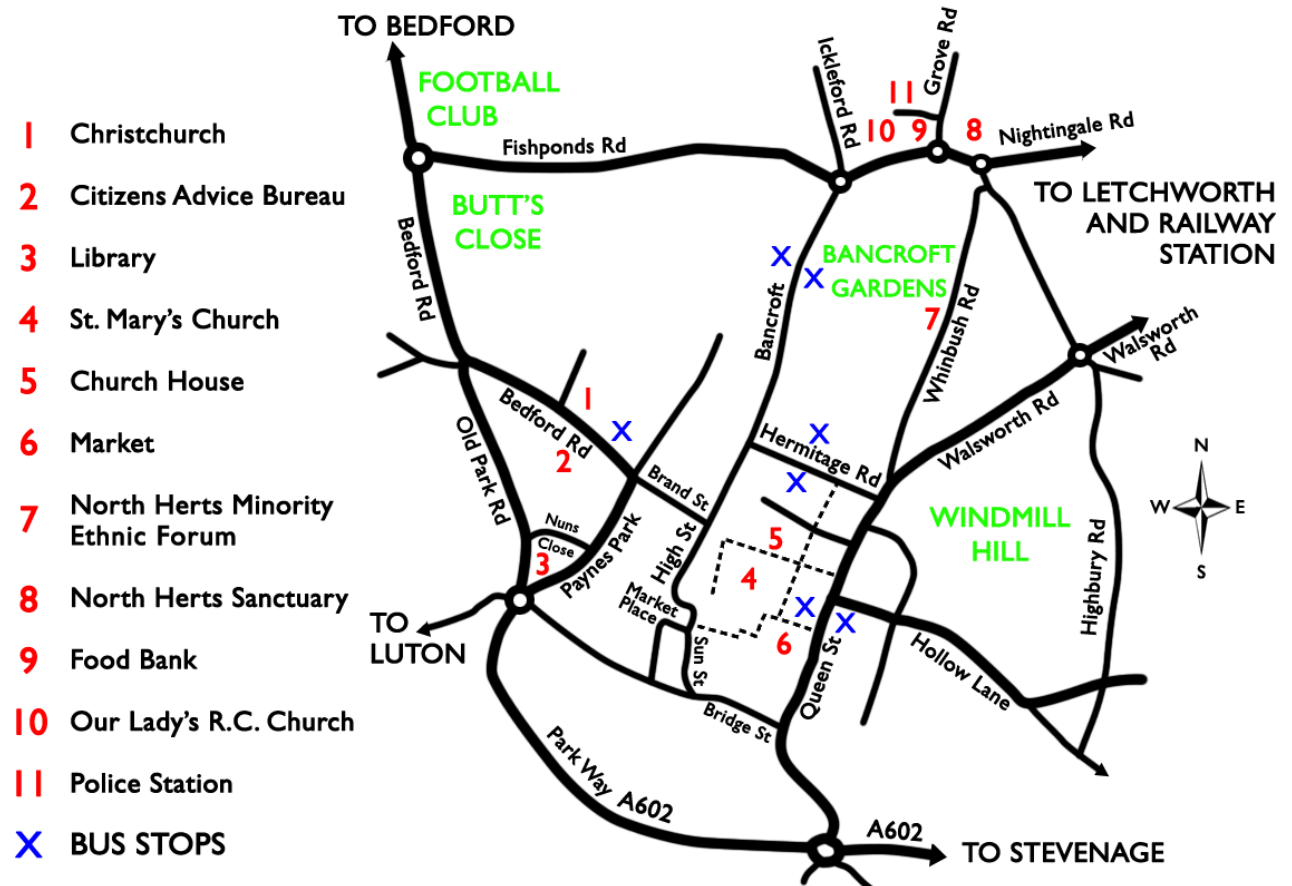 TO BEDFORD
FOOTBALL
CLUB
Ickleford Rd
Grove Rd
11
10
9
8
Nightingale Rd
Fishponds Rd
TO LETCHWORTH
AND RAILWAY
STATION
BUTT'S
CLOSE
Bedford Rd
X
X
BANCROFT
GARDENS
Bancroft
7
Whinbush Rd
Walsworth
Rd
1
Bedford Rd
X
2
Old Park Rd
Brand St
X
Hermitage Rd
X
Walsworth Rd
WINDMILL
HILL
N
W
E
S
Nuns
Close
3
Paynes Park
High St
5
4
Market
Place
X
X
6
Sun St
Queen St
Hollow Lane
Highbury Rd
TO
LUTON
Bridge St
Park Way
A602
A602
TO STEVENAGE
1 Christchurch
2 Citizens Advice Bureau
3 Library
4 St. Mary's Church
5 Church House
6 Market
7 North Herts Minority
Ethnic Forum
8 North Herts Sanctuary
9 Food Bank
10 Our Lady's R.C. Church
11 Police Station
X BUS STOPS